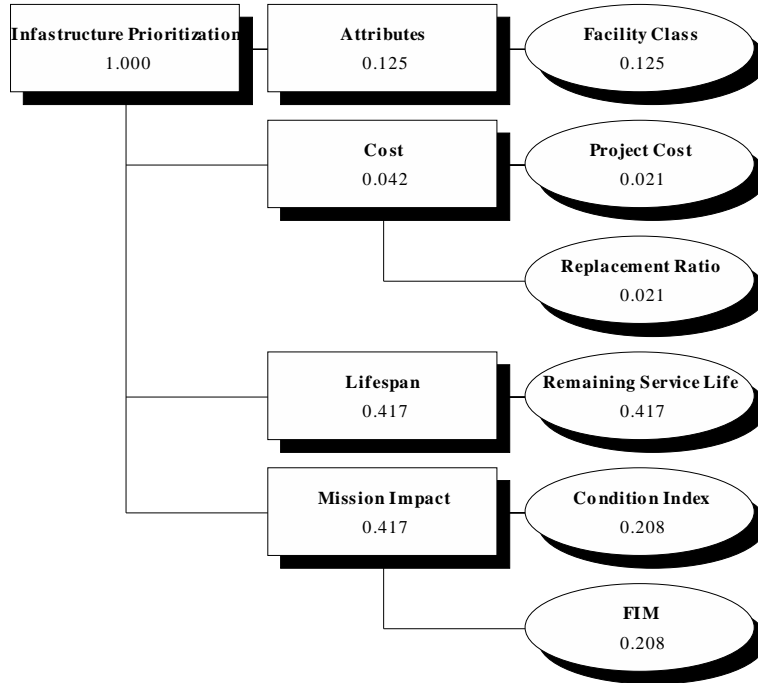 Infastructure Prioritization
1.000
Attributes
0.125
Facility Class
0.125
Cost
0.042
Project Cost
0.021
Replacement Ratio
0.021
Lifespan
0.417
Remaining Service Life
0.417
Mission Impact
0.417
Condition Index
0.208
FIM
0.208